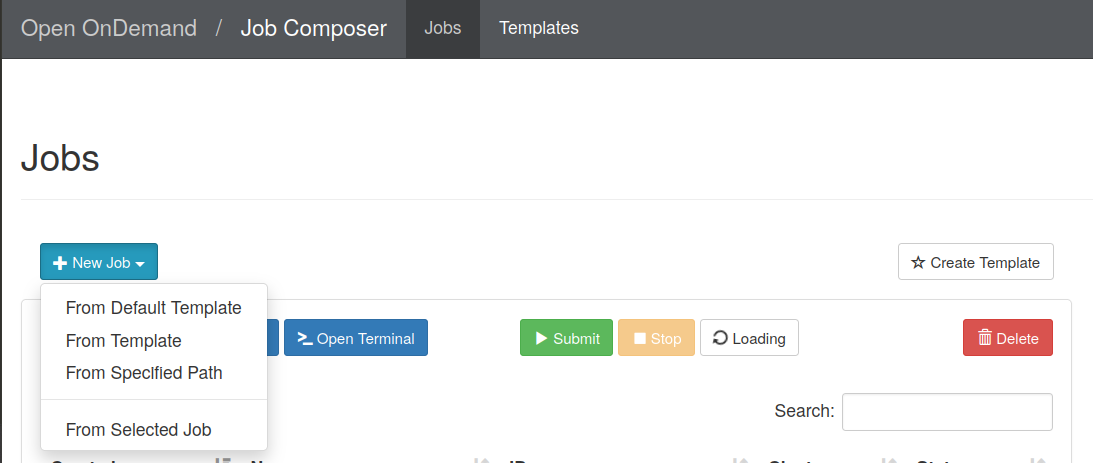 Open OnDemand / Job Composer Jobs Templates
Jobs
New Job
Create Template
From Default Template
From Template
From Specified Path
From Selected Job
Open Terminal
Submit
Stop
Loading
Delete
Search: